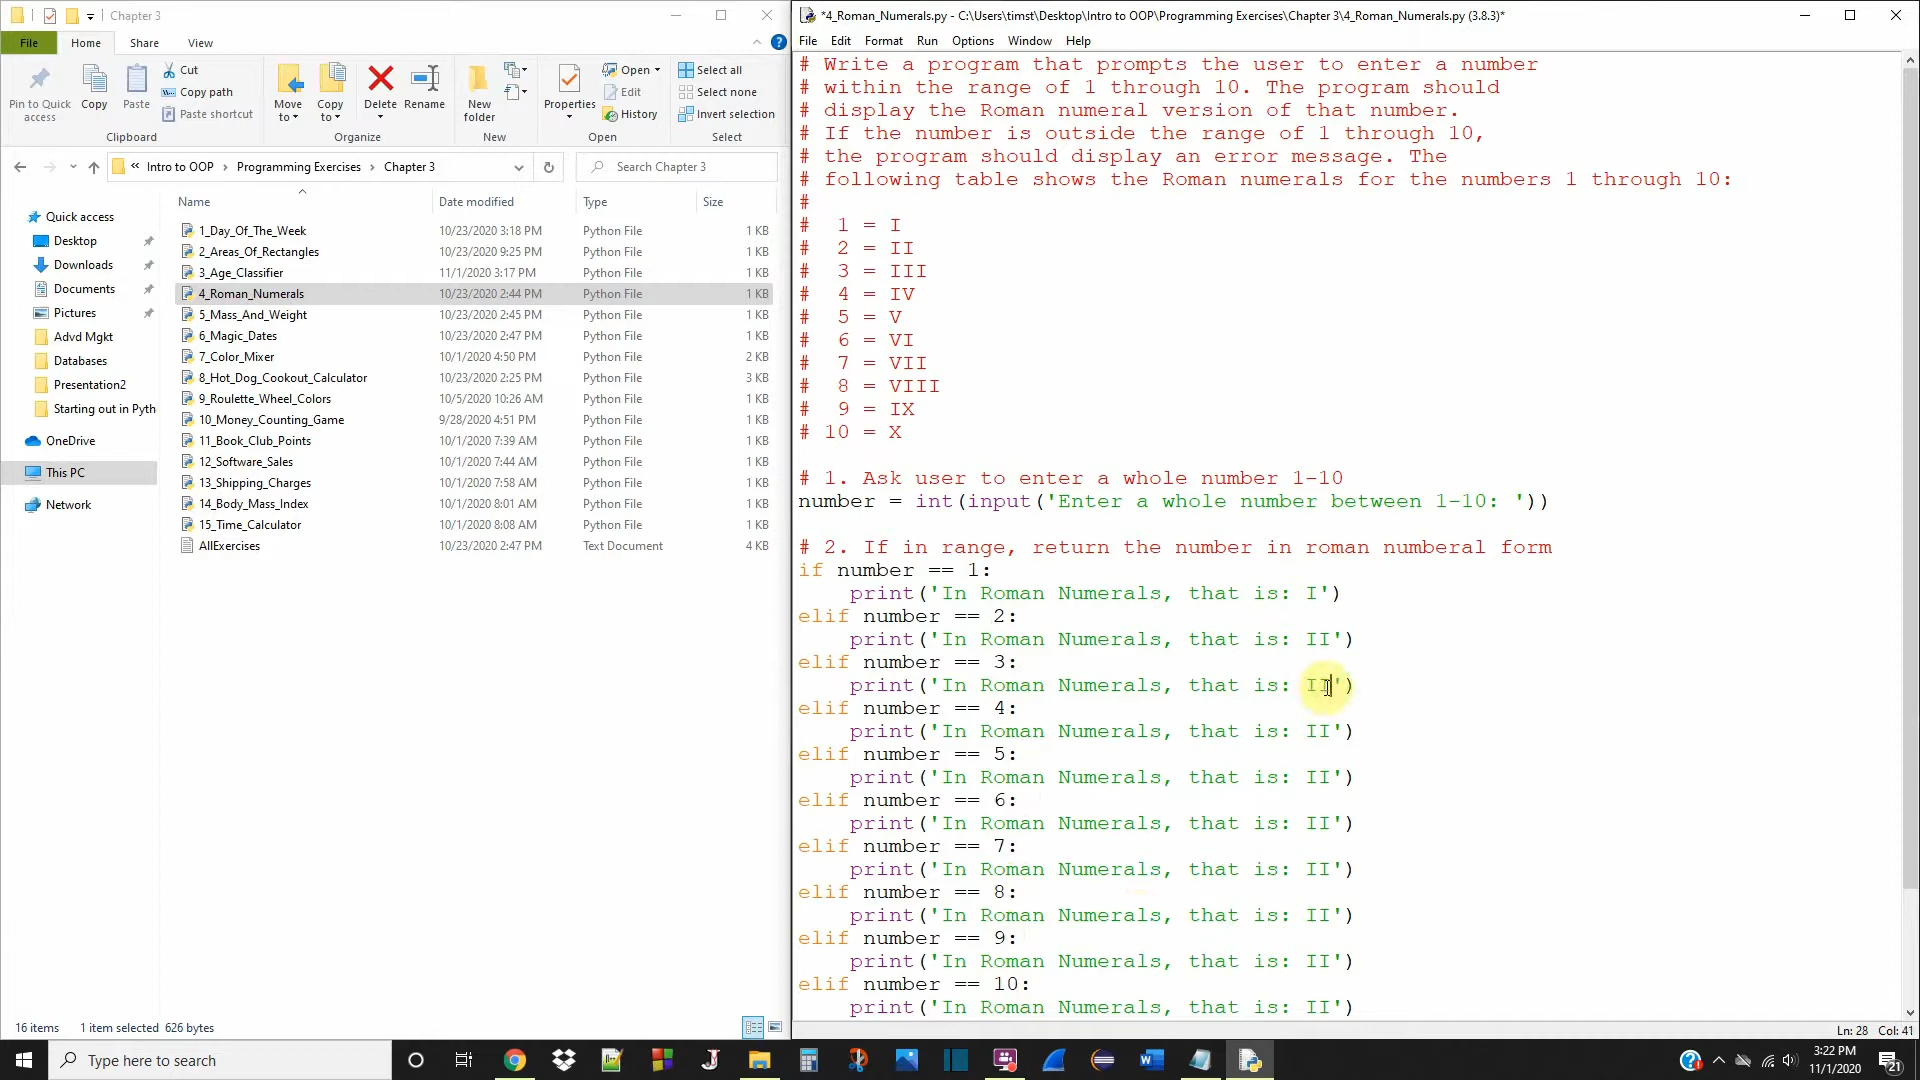 Chapter 3
File Home Share View
Pin to Quick access
Copy
Paste
Cut
Copy path
Paste shortcut
Clipboard
Move to
Copy to
Delete
Rename
Organize
New folder
New
Properties
Open
Edit
History
Open
Select all
Select none
Invert selection
Select
« Intro to OOP › Programming Exercises › Chapter 3
Search Chapter 3
Quick access
Desktop
Downloads
Documents
Pictures
Advd Mgkt
Databases
Presentation2
Starting out in Pyth
OneDrive
This PC
Network
Name Date modified Type Size
1_Day_Of_The_Week 10/23/2020 3:18 PM Python File 1 KB
2_Areas_Of_Rectangles 10/23/2020 9:25 PM Python File 1 KB
3_Age_Classifier 11/1/2020 3:17 PM Python File 1 KB
4_Roman_Numerals 10/23/2020 2:44 PM Python File 1 KB
5_Mass_And_Weight 10/23/2020 2:45 PM Python File 1 KB
6_Magic_Dates 10/23/2020 2:47 PM Python File 1 KB
7_Color_Mixer 10/1/2020 4:50 PM Python File 2 KB
8_Hot_Dog_Cookout_Calculator 10/23/2020 2:25 PM Python File 3 KB
9_Roulette_Wheel_Colors 10/5/2020 10:26 AM Python File 1 KB
10_Money_Counting_Game 9/28/2020 4:51 PM Python File 1 KB
11_Book_Club_Points 10/1/2020 7:39 AM Python File 1 KB
12_Software_Sales 10/1/2020 7:44 AM Python File 1 KB
13_Shipping_Charges 10/1/2020 7:58 AM Python File 1 KB
14_Body_Mass_Index 10/1/2020 8:01 AM Python File 1 KB
15_Time_Calculator 10/1/2020 8:08 AM Python File 1 KB
AllExercises 10/23/2020 2:47 PM Text Document 4 KB
16 items 1 item selected 626 bytes
*4_Roman_Numerals.py - C:\Users\timst\Desktop\Intro to OOP\Programming Exercises\Chapter 3\4_Roman_Numerals.py (3.8.3)*
File Edit Format Run Options Window Help
# Write a program that prompts the user to enter a number
# within the range of 1 through 10. The program should
# display the Roman numeral version of that number.
# If the number is outside the range of 1 through 10,
# the program should display an error message. The
# following table shows the Roman numerals for the numbers 1 through 10:
#
#   1 = I
#   2 = II
#   3 = III
#   4 = IV
#   5 = V
#   6 = VI
#   7 = VII
#   8 = VIII
#   9 = IX
#  10 = X
# 1. Ask user to enter a whole number 1-10
number = int(input('Enter a whole number between 1-10: '))
# 2. If in range, return the number in roman numberal form
if number == 1:
    print('In Roman Numerals, that is: I')
elif number == 2:
    print('In Roman Numerals, that is: II')
elif number == 3:
    print('In Roman Numerals, that is: II')
elif number == 4:
    print('In Roman Numerals, that is: II')
elif number == 5:
    print('In Roman Numerals, that is: II')
elif number == 6:
    print('In Roman Numerals, that is: II')
elif number == 7:
    print('In Roman Numerals, that is: II')
elif number == 8:
    print('In Roman Numerals, that is: II')
elif number == 9:
    print('In Roman Numerals, that is: II')
elif number == 10:
    print('In Roman Numerals, that is: II')
Ln: 28 Col: 41
Type here to search
3:22 PM
11/1/2020
21